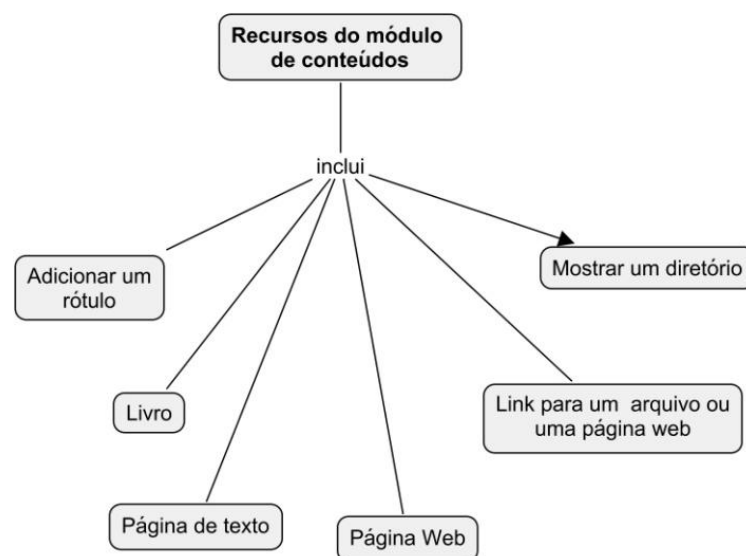 Recursos do módulo
de conteúdos
inclui
Adicionar um
rótulo
Mostrar um diretório
Livro
Link para um arquivo ou
uma página web
Página de texto
Página Web